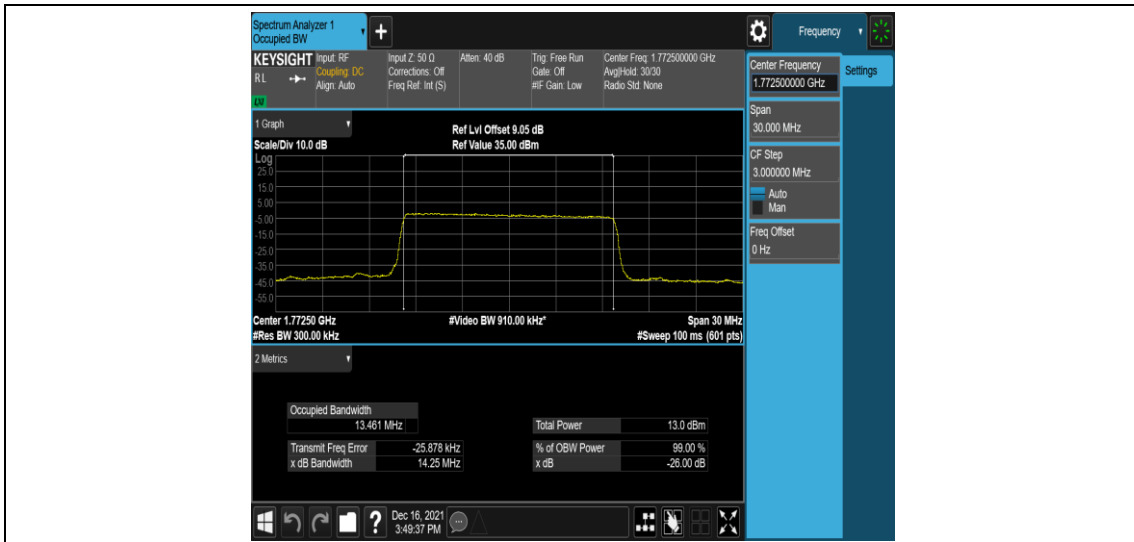 Spectrum Analyzer 1
Occupied BW
+
Frequency
KEYSIGHT
RL
LXI
Input: RF
Coupling: DC
Align: Auto
Input Z: 50 Ω
Corrections: Off
Freq Ref: Int (S)
Atten: 40 dB
Trig: Free Run
Gate: Off
#IF Gain: Low
Center Freq: 1.772500000 GHz
Avg|Hold: 30/30
Radio Std: None
Center Frequency
1.772500000 GHz
Settings
Span
30.000 MHz
CF Step
3.000000 MHz
Auto
Man
Freq Offset
0 Hz
1 Graph
Ref Lvl Offset 9.05 dB
Scale/Div 10.0 dB
Ref Value 35.00 dBm
Log
25.0
15.0
5.00
-5.00
-15.0
-25.0
-35.0
-45.0
-55.0
Center 1.77250 GHz
#Video BW 910.00 kHz*
Span 30 MHz
#Res BW 300.00 kHz
#Sweep 100 ms (601 pts)
2 Metrics
Occupied Bandwidth
13.461 MHz
Total Power 13.0 dBm
Transmit Freq Error -25.878 kHz
% of OBW Power 99.00 %
x dB Bandwidth 14.25 MHz
x dB -26.00 dB
?
Dec 16, 2021
3:49:37 PM